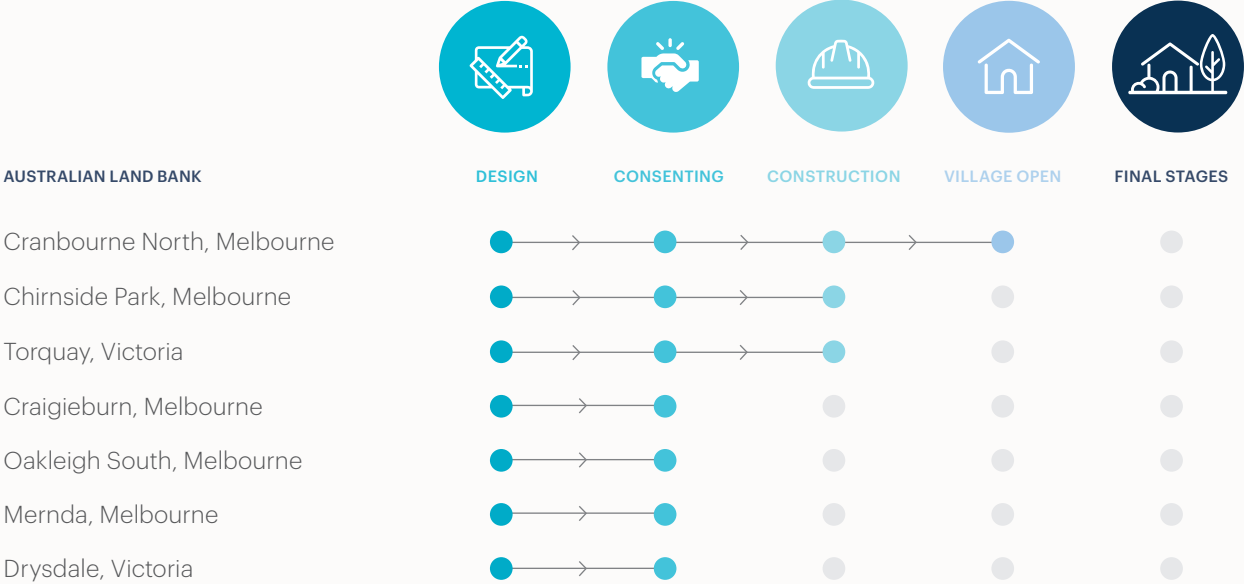 AUSTRALIAN LAND BANK DESIGN CONSENTING CONSTRUCTION VILLAGE OPEN FINAL STAGES
Cranbourne North, Melbourne
Chirnside Park, Melbourne
Torquay, Victoria
Craigieburn, Melbourne
Oakleigh South, Melbourne
Mernda, Melbourne
Drysdale, Victoria